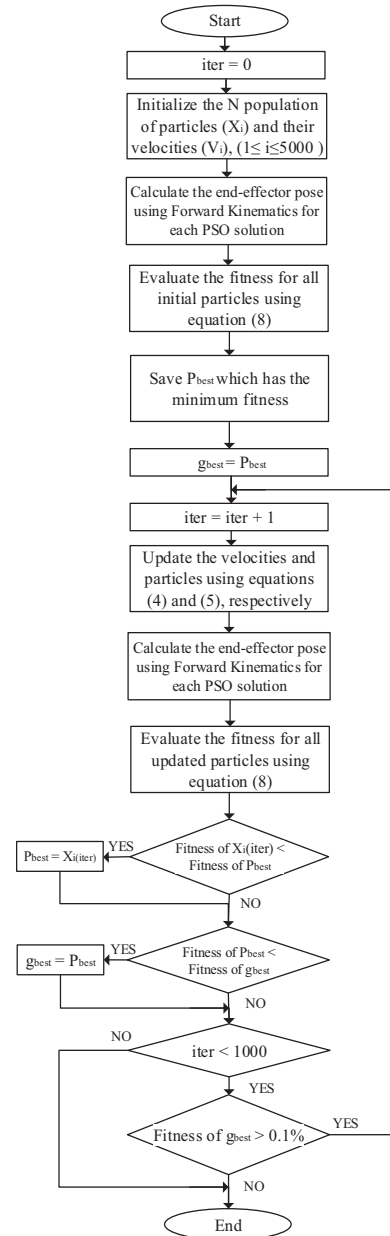 Start
iter = 0
Initialize the N population
of particles (Xi) and their
velocities (Vi), (1≤ i≤5000 )
Calculate the end-effector pose
using Forward Kinematics for
each PSO solution
Evaluate the fitness for all
initial particles using
equation (8)
Save Pbest which has the
minimum fitness
gbest = Pbest
iter = iter + 1
Update the velocities and
particles using equations
(4) and (5), respectively
Calculate the end-effector pose
using Forward Kinematics for
each PSO solution
Evaluate the fitness for all
updated particles using
equation (8)
Fitness of Xi(iter) <
Fitness of Pbest
YES
Pbest = Xi(iter)
NO
Fitness of Pbest <
Fitness of gbest
YES
gbest = Pbest
NO
iter < 1000
NO
YES
Fitness of gbest > 0.1%
YES
NO
End